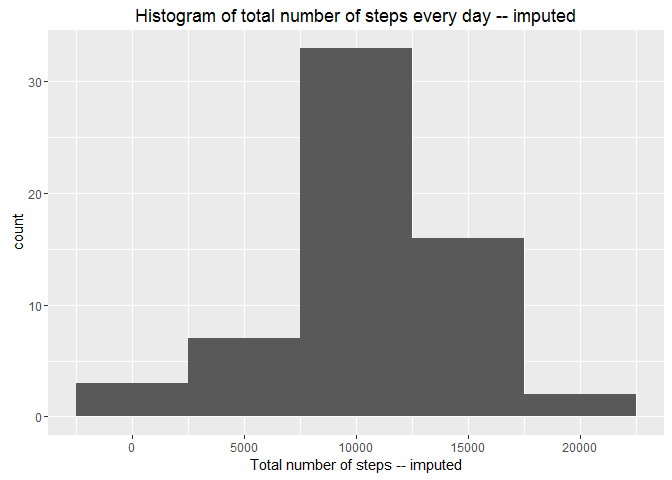 Histogram of total number of steps every day -- imputed
30
20
10
0
count
0 5000 10000 15000 20000
Total number of steps -- imputed